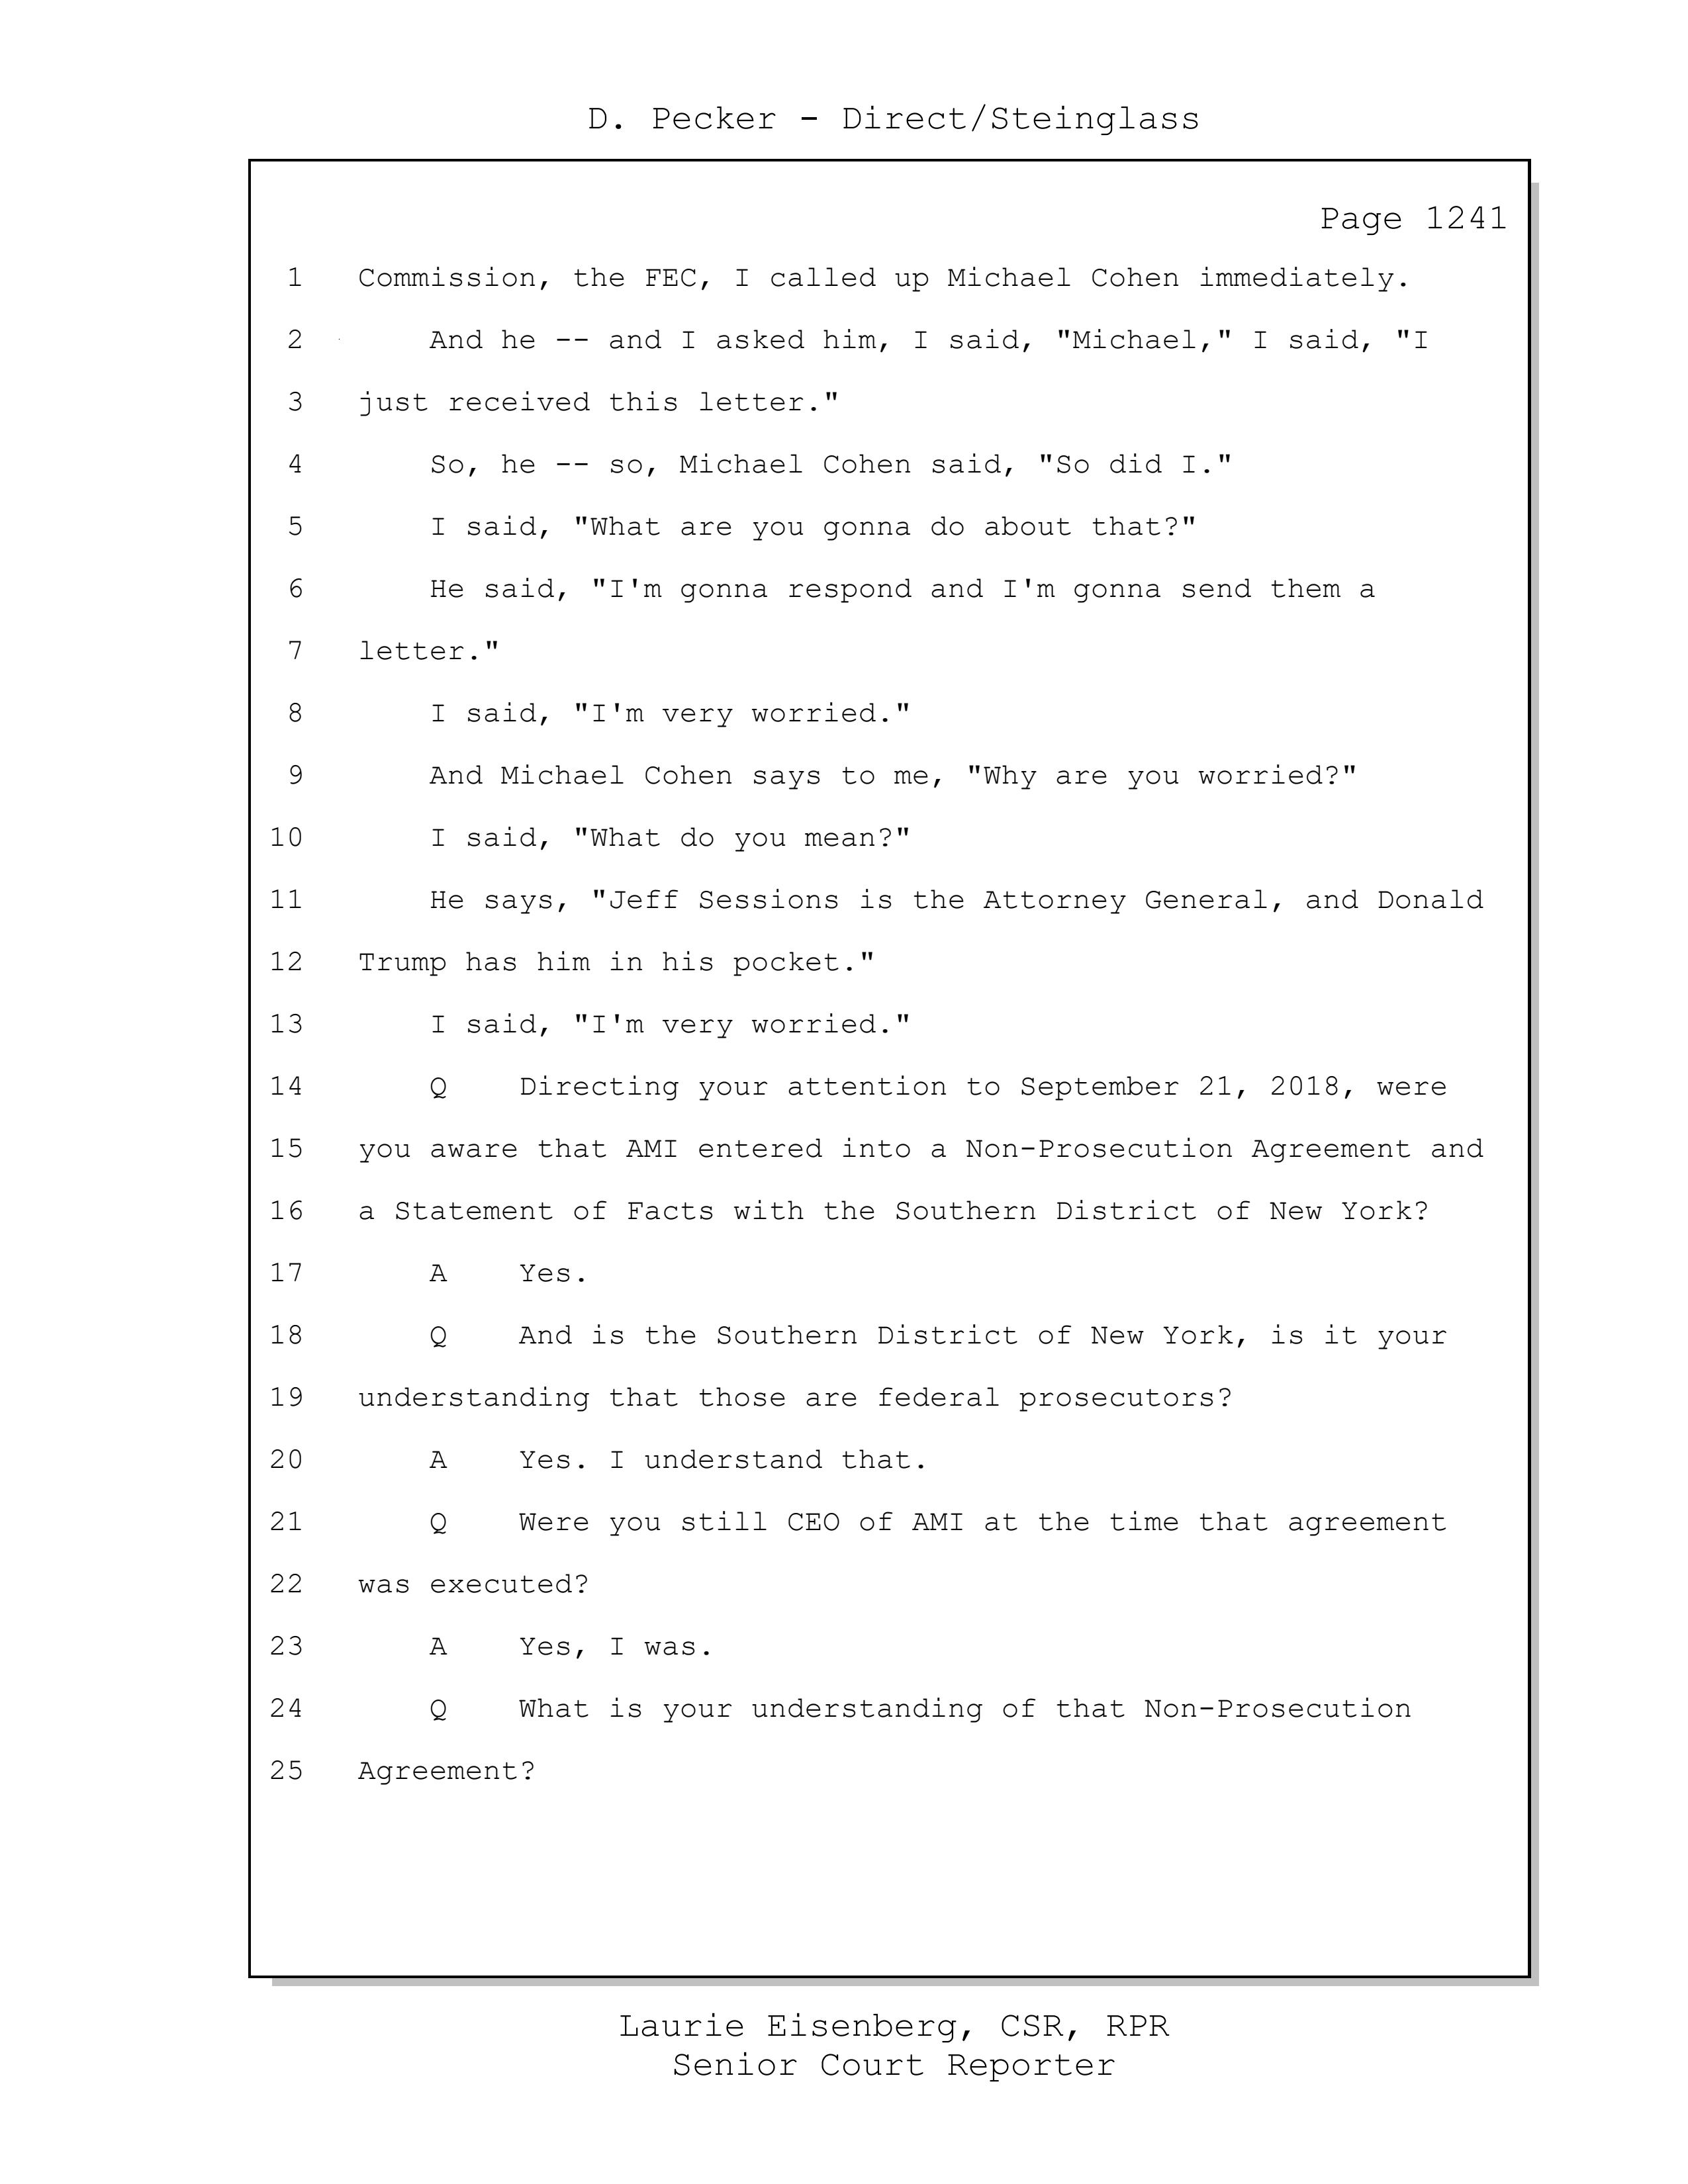 D. Pecker - Direct/Steinglass
Page 1241
1 Commission, the FEC, I called up Michael Cohen immediately.
2 And he -- and I asked him, I said, "Michael," I said, "I
3 just received this letter."
4 So, he -- so, Michael Cohen said, "So did I."
5 I said, "What are you gonna do about that?"
6 He said, "I'm gonna respond and I'm gonna send them a
7 letter."
8 I said, "I'm very worried."
9 And Michael Cohen says to me, "Why are you worried?"
10 I said, "What do you mean?"
11 He says, "Jeff Sessions is the Attorney General, and Donald
12 Trump has him in his pocket."
13 I said, "I'm very worried."
14 Q Directing your attention to September 21, 2018, were
15 you aware that AMI entered into a Non-Prosecution Agreement and
16 a Statement of Facts with the Southern District of New York?
17 A Yes.
18 Q And is the Southern District of New York, is it your
19 understanding that those are federal prosecutors?
20 A Yes. I understand that.
21 Q Were you still CEO of AMI at the time that agreement
22 was executed?
23 A Yes, I was.
24 Q What is your understanding of that Non-Prosecution
25 Agreement?
Laurie Eisenberg, CSR, RPR
Senior Court Reporter